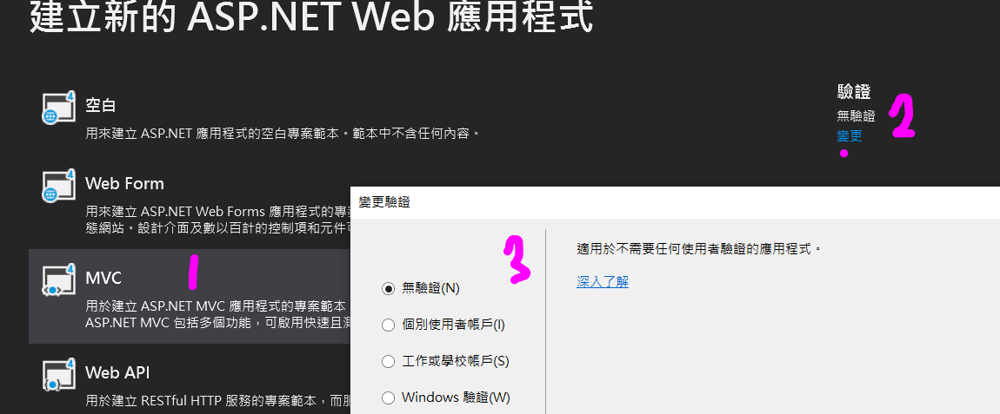 建立新的 ASP.NET Web 應用程式
空白
用來建立 ASP.NET 應用程式的空白專案範本。範本中不含任何內容。
Web Form
用來建立 ASP.NET Web Forms 應用程式的專
態網站。設計介面及數以百計的控制項和元件
MVC
用於建立 ASP.NET MVC 應用程式的專案範本
ASP.NET MVC 包括多個功能，可啟用快速且
Web API
用於建立 RESTful HTTP 服務的專案範本，而
1
驗證
無驗證
變更
2
變更驗證
3
無驗證(N)
個別使用者帳戶(I)
工作或學校帳戶(S)
Windows 驗證(W)
適用於不需要任何使用者驗證的應用程式。
深入了解